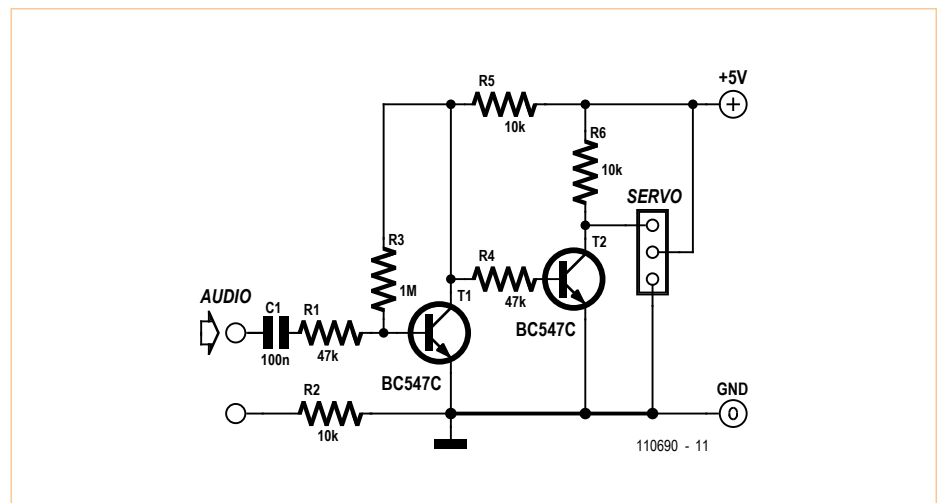 +5V
R5
10k
R6
10k
SERVO
R3
1M
T1
R4
47k
T2
BC547C
AUDIO
C1
100n
R1
47k
BC547C
R2
10k
GND
0
110690 - 11